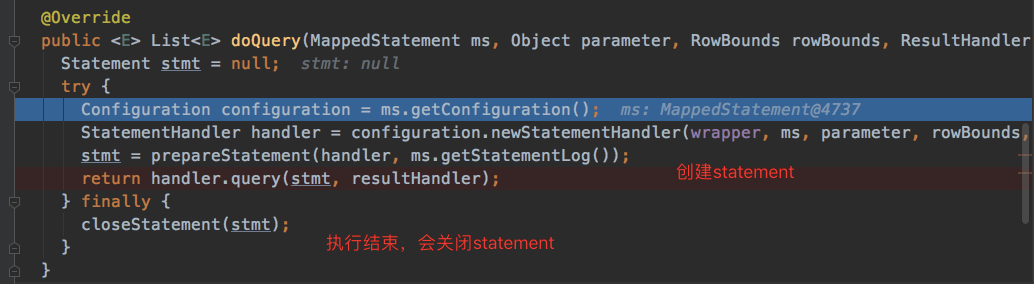 @Override
public <E> List<E> doQuery(MappedStatement ms, Object parameter, RowBounds rowBounds, ResultHandler
Statement stmt = null; stmt: null
try {
Configuration configuration = ms.getConfiguration(); ms: MappedStatement@4737
StatementHandler handler = configuration.newStatementHandler(wrapper, ms, parameter, rowBounds,
stmt = prepareStatement(handler, ms.getStatementLog());
return handler.query(stmt, resultHandler); 创建statement
} finally {
closeStatement(stmt);
执行结束，会关闭statement
}
}